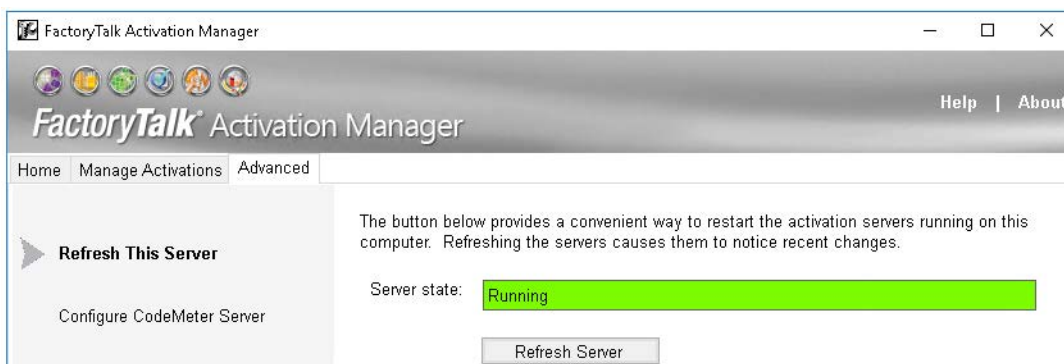 FactoryTalk Activation Manager
Help | About
FactoryTalk Activation Manager
Home Manage Activations Advanced
Refresh This Server
Configure CodeMeter Server
The button below provides a convenient way to restart the activation servers running on this
computer. Refreshing the servers causes them to notice recent changes.
Server state: Running
Refresh Server